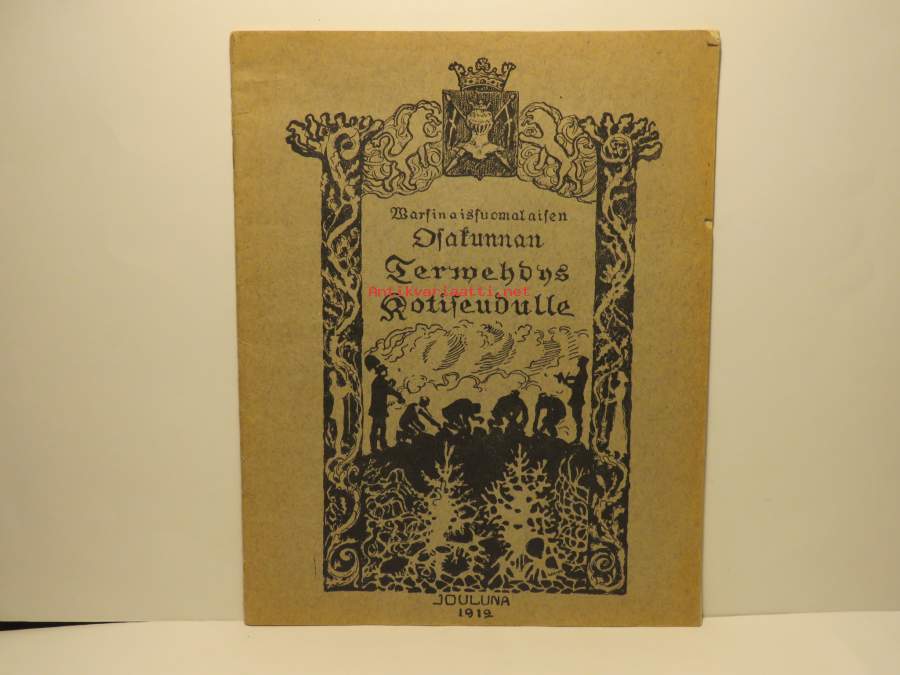 Warsinaissuomalaisen
Osakunnan
Terwehdys
Antikvariaatti.net
Kotiseudulle
JOULUNA
1912